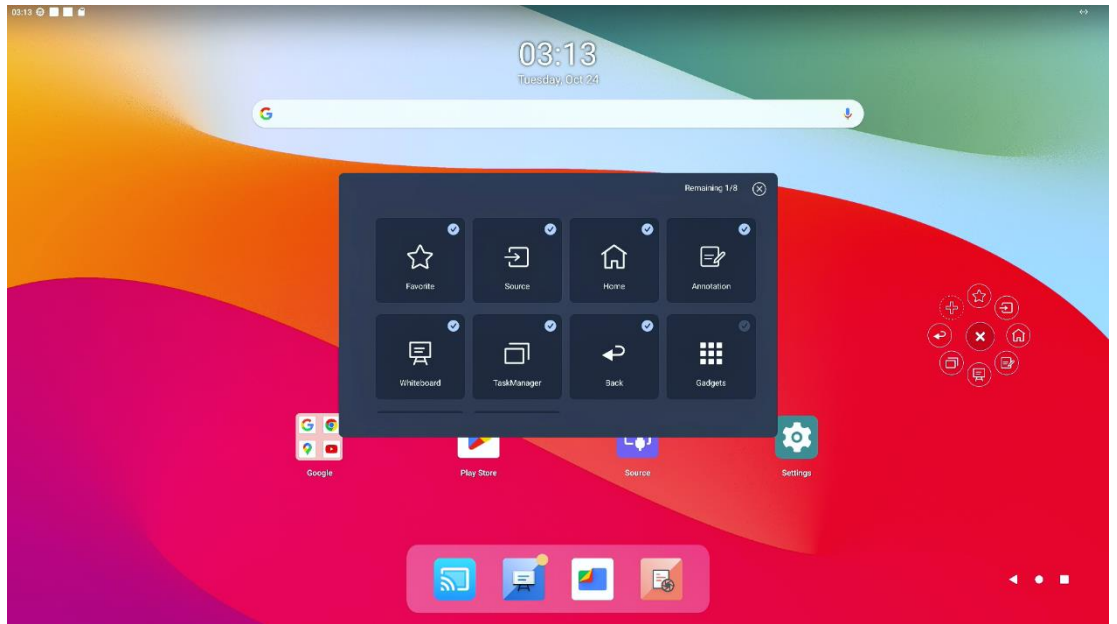 03:13
03:13
Tuesday, Oct 24
Remaining 1/8
Favorite
Source
Home
Annotation
Whiteboard
TaskManager
Back
Gadgets
Google
Play Store
Source
Settings